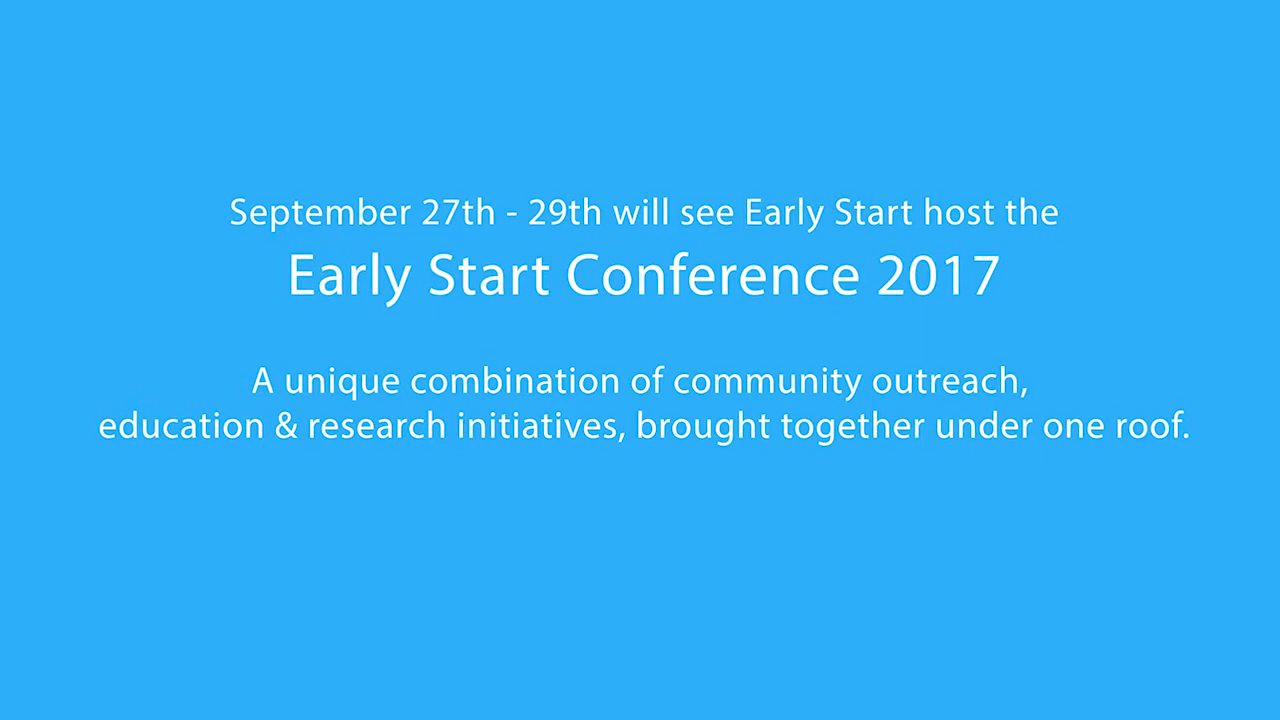 September 27th - 29th will see Early Start host the
Early Start Conference 2017
A unique combination of community outreach,
education & research initiatives, brought together under one roof.